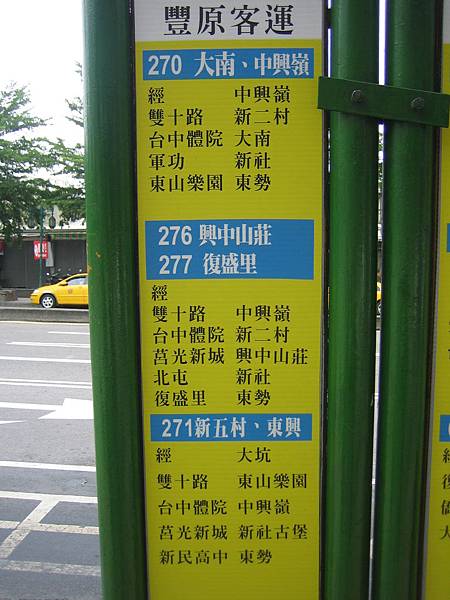 豐原客運
270 大南、中興嶺
經 中興嶺
雙十路 新二村
台中體院 大南
軍功 新社
東山樂園 東勢
276 興中山莊
277 復盛里
經
雙十路 中興嶺
台中體院 新二村
莒光新城 興中山莊
北屯 新社
復盛里 東勢
271新五村、東興
經 大坑
雙十路 東山樂園
台中體院 中興嶺
莒光新城 新社古堡
新民高中 東勢